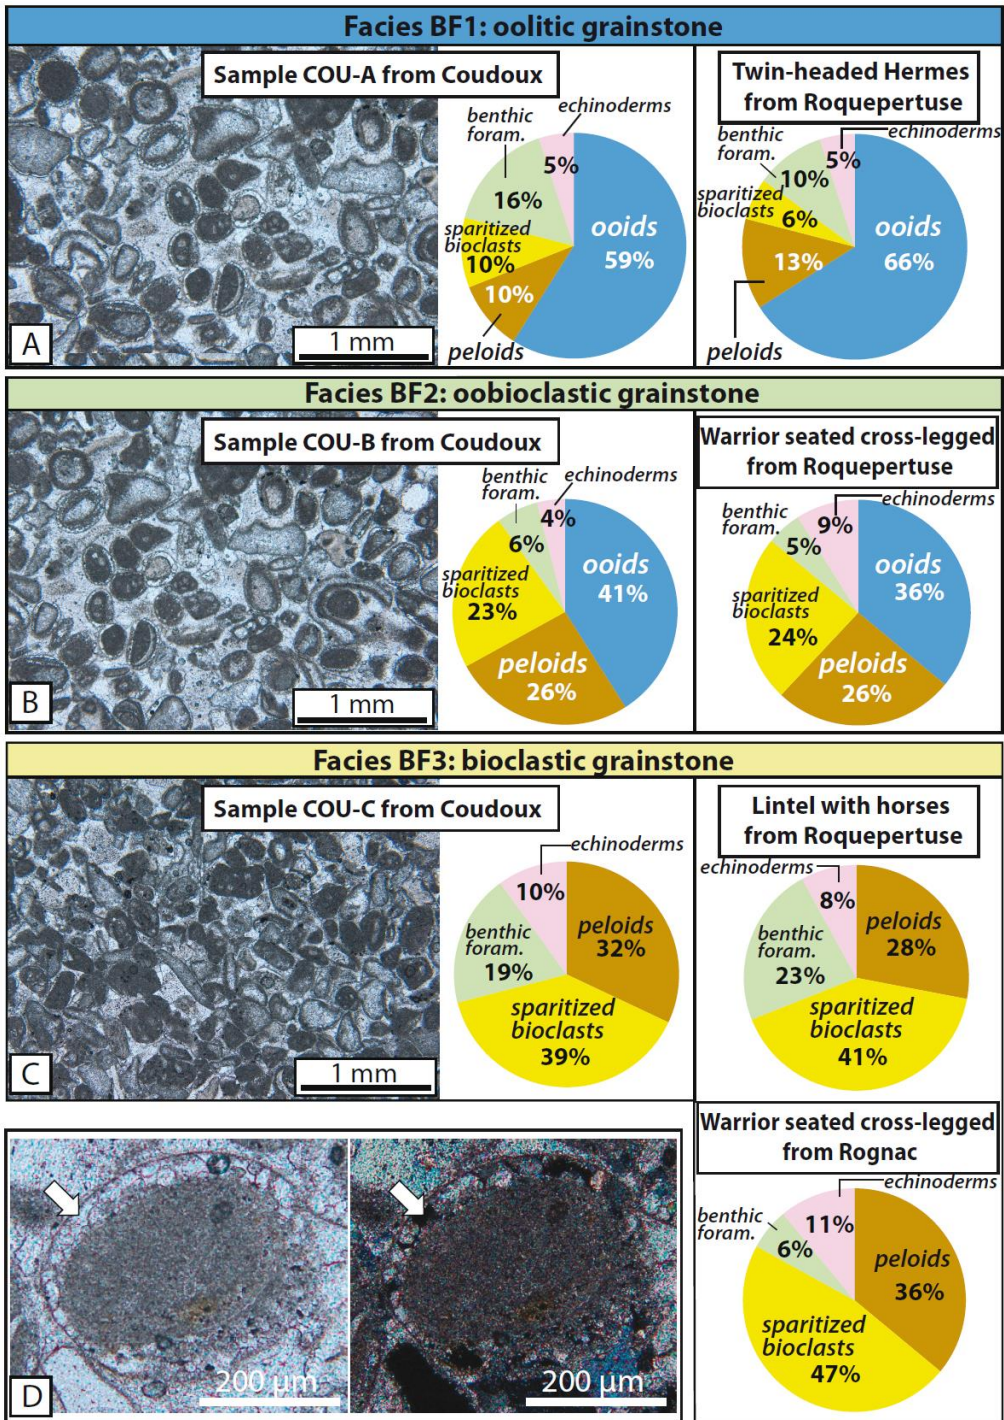 Facies BF1: oolitic grainstone
Sample COU-A from Coudoux
benthic
foram.
echinoderms
5%
16%
sparitized
bioclasts
10%
10%
peloids
ooids
59%
A
1 mm
Twin-headed Hermes
from Roquepertuse
benthic
foram.
echinoderms
5%
10%
sparitized
bioclasts
6%
13%
peloids
ooids
66%
Facies BF2: oobioclastic grainstone
Sample COU-B from Coudoux
benthic
foram.
echinoderms
4%
6%
sparitized
bioclasts
23%
peloids
26%
ooids
41%
B
1 mm
Warrior seated cross-legged
from Roquepertuse
benthic
foram.
echinoderms
9%
5%
sparitized
bioclasts
24%
peloids
26%
ooids
36%
Facies BF3: bioclastic grainstone
Sample COU-C from Coudoux
echinoderms
10%
benthic
foram.
19%
peloids
32%
sparitized
bioclasts
39%
C
1 mm
Lintel with horses
from Roquepertuse
echinoderms
8%
benthic
foram.
23%
peloids
28%
sparitized
bioclasts
41%
Warrior seated cross-legged
from Rognac
echinoderms
benthic
foram.
11%
6%
peloids
36%
sparitized
bioclasts
47%
D
200 µm
200 µm